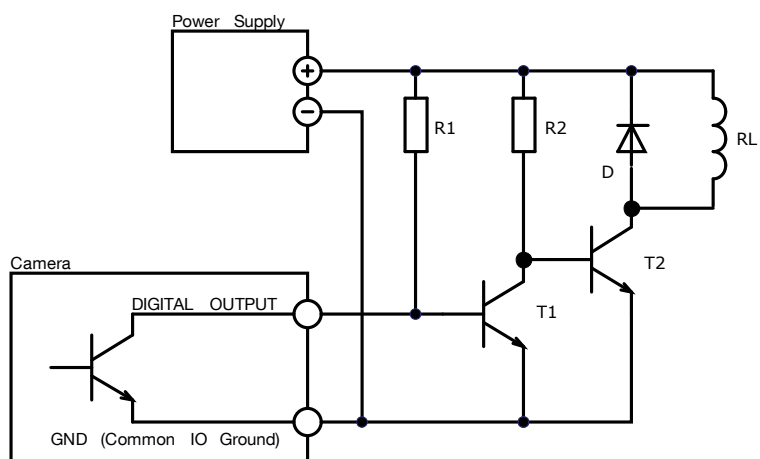 Power Supply
R1
R2
D
RL
T2
Camera
DIGITAL OUTPUT
T1
GND (Common IO Ground)